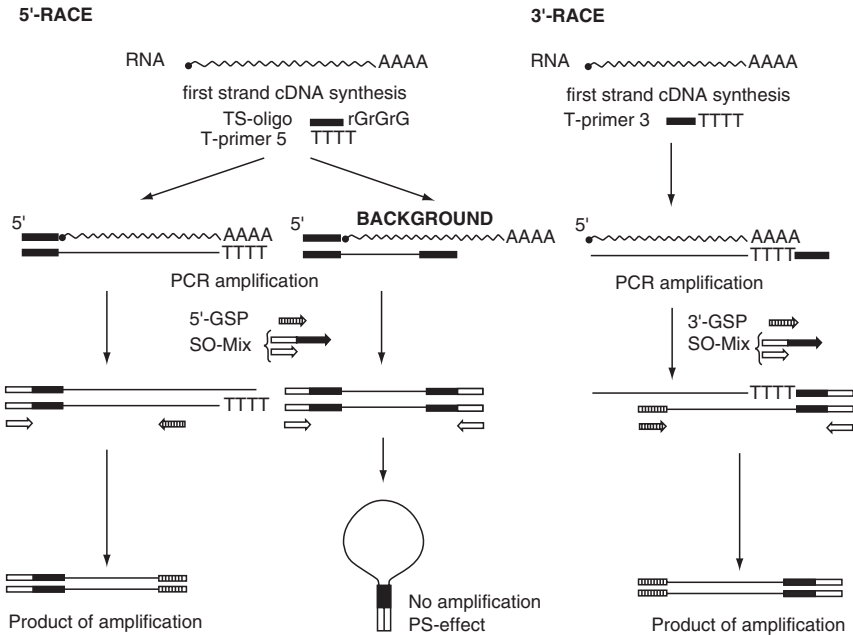 5'-RACE
RNA AAAA
first strand cDNA synthesis
TS-oligo rGrGrG
T-primer 5 TTTT
5' AAAA
TTTT
BACKGROUND
AAAA
PCR amplification
5'-GSP
SO-Mix
TTTT
Product of amplification
No amplification
PS-effect
3'-RACE
RNA AAAA
first strand cDNA synthesis
T-primer 3 TTTT
5' AAAA
TTTT
PCR amplification
3'-GSP
SO-Mix
TTTT
Product of amplification
5'